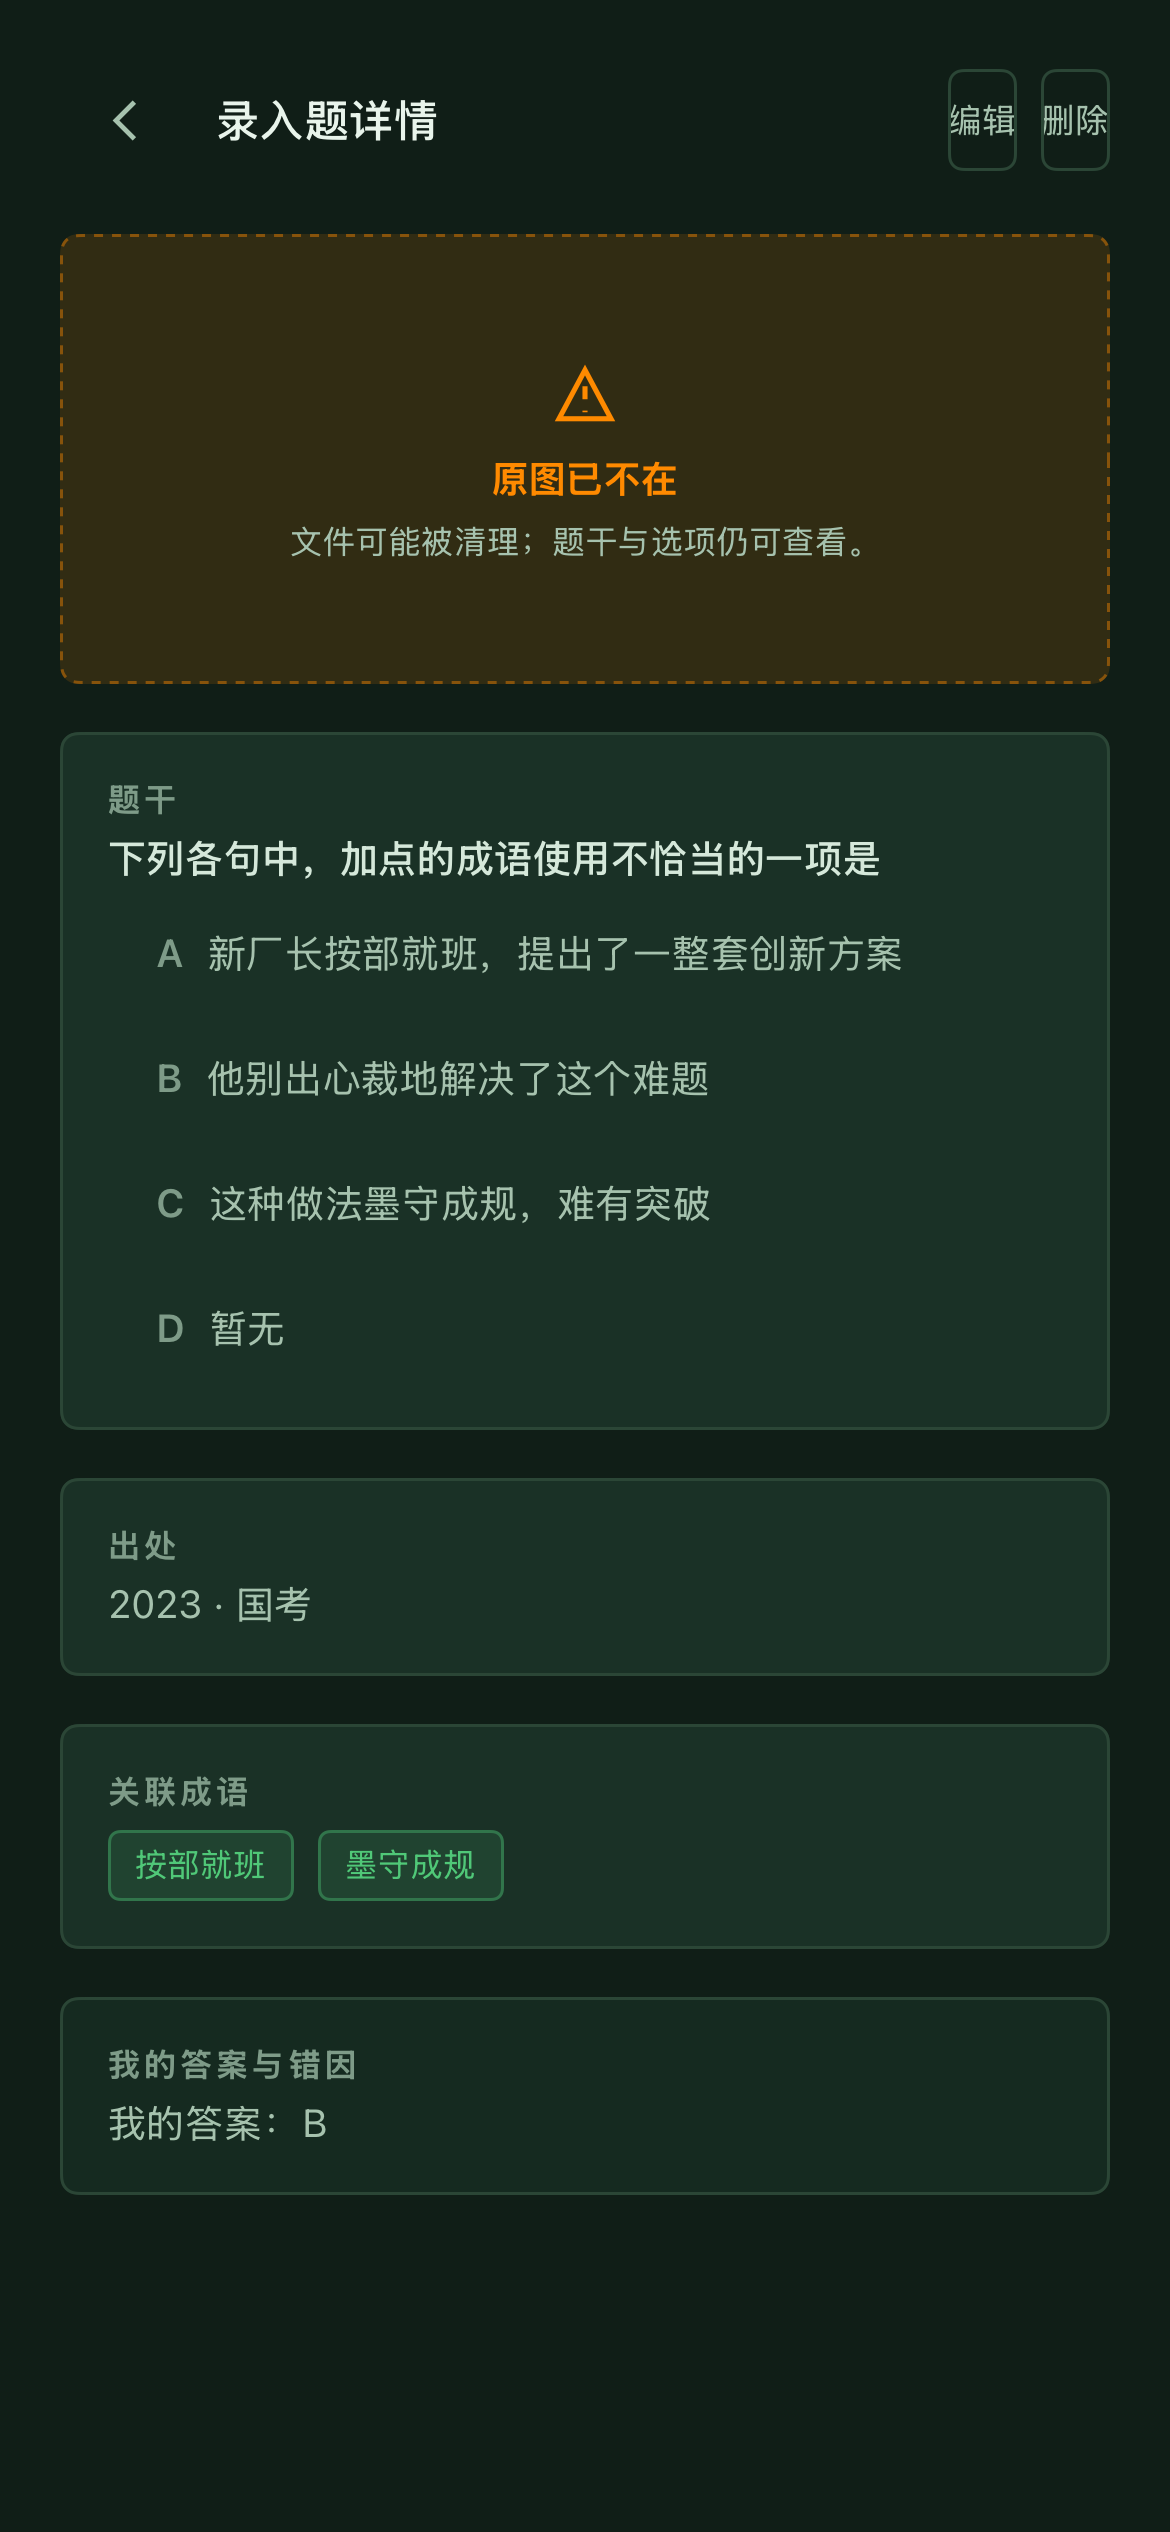 录入题详情
编辑
删除
原图已不在
文件可能被清理；题干与选项仍可查看。
题干
下列各句中，加点的成语使用不恰当的一项是
A 新厂长按部就班，提出了一整套创新方案
B 他别出心裁地解决了这个难题
C 这种做法墨守成规，难有突破
D 暂无
出处
2023 · 国考
关联成语
按部就班
墨守成规
我的答案与错因
我的答案：B